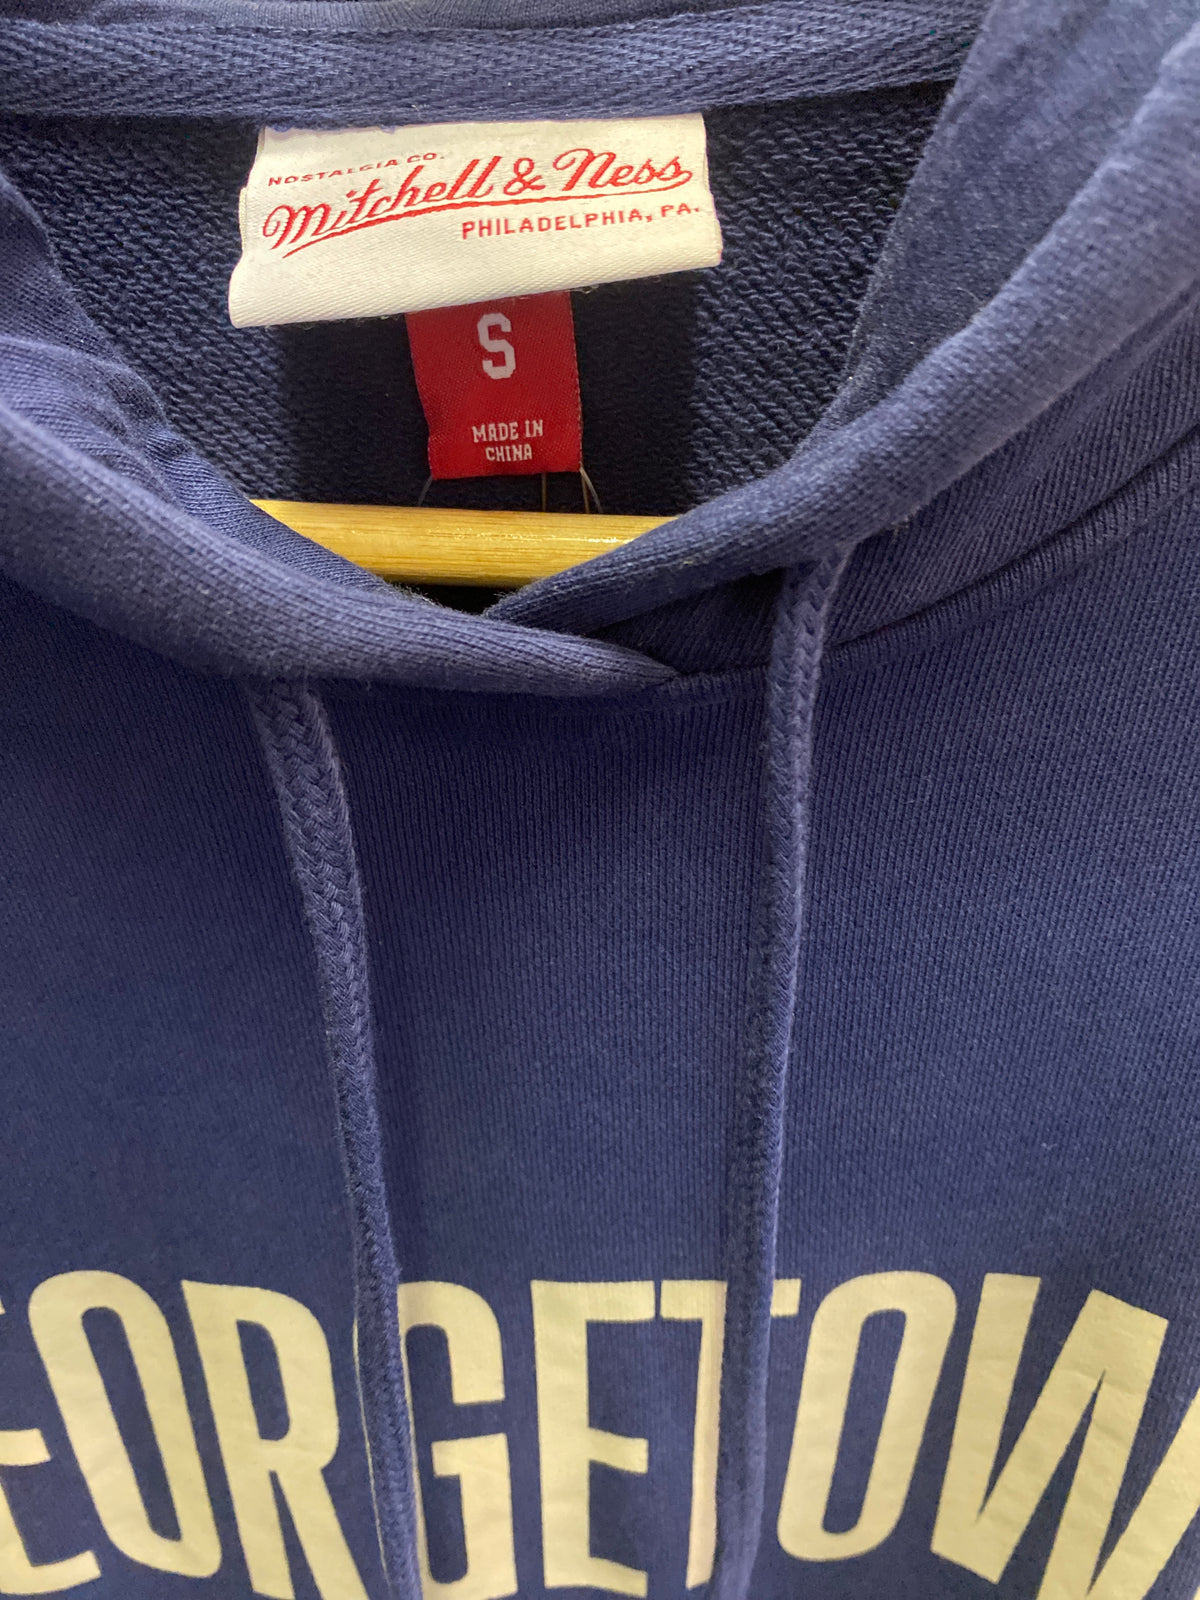 NOSTALGIA CO.
Mitchell & Ness
PHILADELPHIA, PA.
S
MADE IN
CHINA
EORGETOW